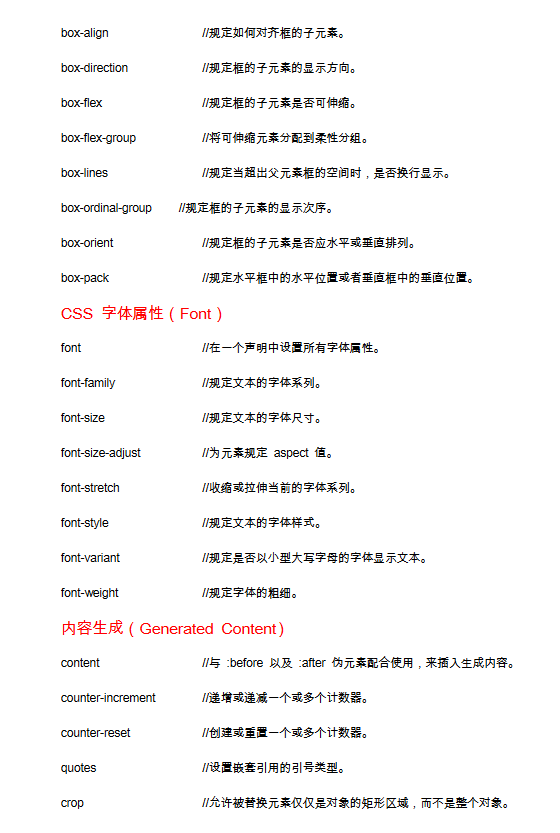 box-align //规定如何对齐框的子元素。
box-direction //规定框的子元素的显示方向。
box-flex //规定框的子元素是否可伸缩。
box-flex-group //将可伸缩元素分配到柔性分组。
box-lines //规定当超出父元素框的空间时，是否换行显示。
box-ordinal-group //规定框的子元素的显示次序。
box-orient //规定框的子元素是否应水平或垂直排列。
box-pack //规定水平框中的水平位置或者垂直框中的垂直位置。
CSS 字体属性（Font）
font //在一个声明中设置所有字体属性。
font-family //规定文本的字体系列。
font-size //规定文本的字体尺寸。
font-size-adjust //为元素规定 aspect 值。
font-stretch //收缩或拉伸当前的字体系列。
font-style //规定文本的字体样式。
font-variant //规定是否以小型大写字母的字体显示文本。
font-weight //规定字体的粗细。
内容生成（Generated Content）
content //与 :before 以及 :after 伪元素配合使用，来插入生成内容。
counter-increment //递增或递减一个或多个计数器。
counter-reset //创建或重置一个或多个计数器。
quotes //设置嵌套引用的引号类型。
crop //允许被替换元素仅仅是对象的矩形区域，而不是整个对象。